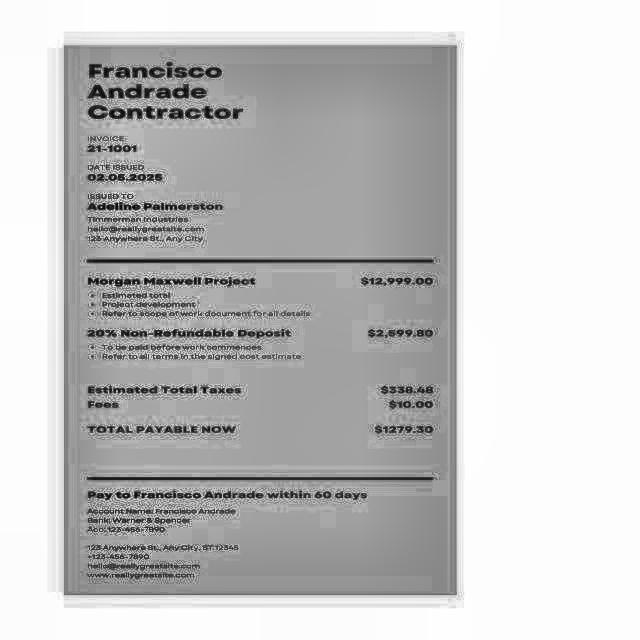 Francisco
Andrade
Contractor
INVOICE:
21-1001
DATE ISSUED
02.05.2025
ISSUED TO
Adeline Palmerston
Timmerman Industries
hello@reallygreatsite.com
123 Anywhere St., Any City
Morgan Maxwell Project $12,999.00
• Estimated total
• Project development
• Refer to scope of work document for all details
20% Non-Refundable Deposit $2,599.80
• To be paid before work commences
• Refer to all terms in the signed cost estimate
Estimated Total Taxes $338.48
Fees $10.00
TOTAL PAYABLE NOW $1279.30
Pay to Francisco Andrade within 60 days
Account Name: Francisco Andrade
Bank: Warner & Spencer
Acc: 123-456-7890
123 Anywhere St., Any City, ST 12345
+123-456-7890
hello@reallygreatsite.com
www.reallygreatsite.com